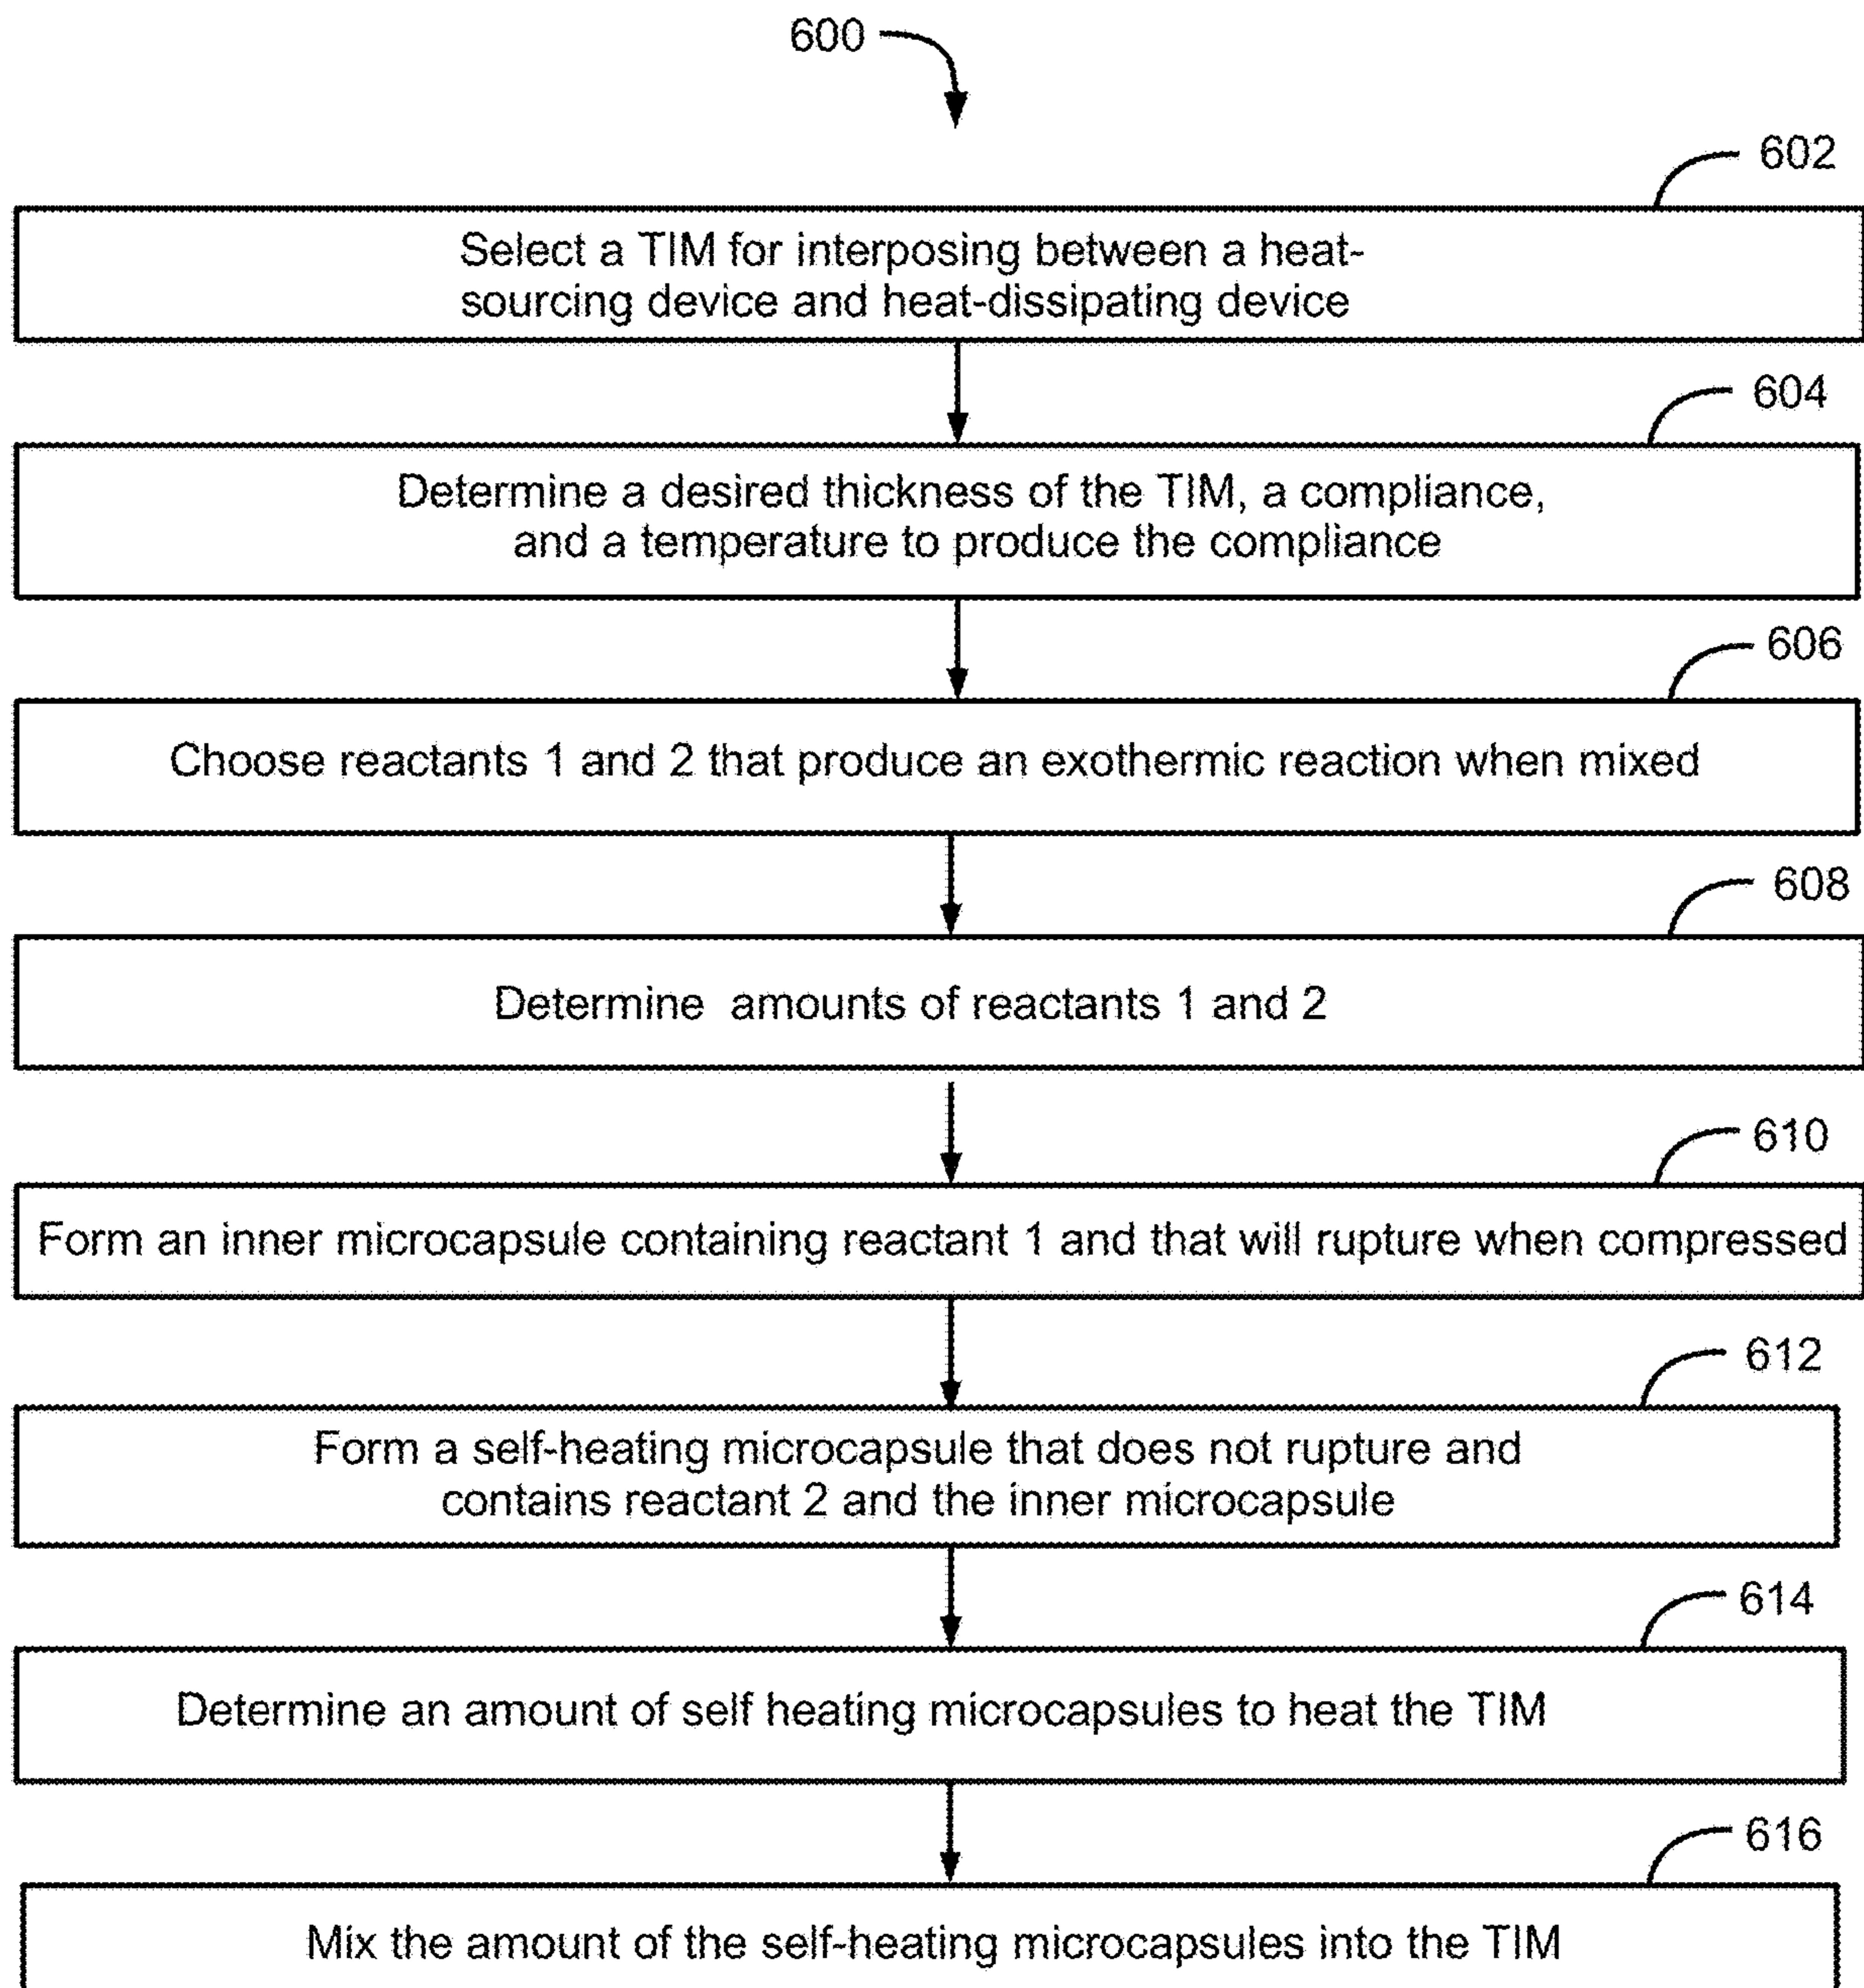 600
602
Select a TIM for interposing between a heat-
sourcing device and heat-dissipating device
604
Determine a desired thickness of the TIM, a compliance,
and a temperature to produce the compliance
606
Choose reactants 1 and 2 that produce an exothermic reaction when mixed
608
Determine amounts of reactants 1 and 2
610
Form an inner microcapsule containing reactant 1 and that will rupture when compressed
612
Form a self-heating microcapsule that does not rupture and
contains reactant 2 and the inner microcapsule
614
Determine an amount of self heating microcapsules to heat the TIM
616
Mix the amount of the self-heating microcapsules into the TIM